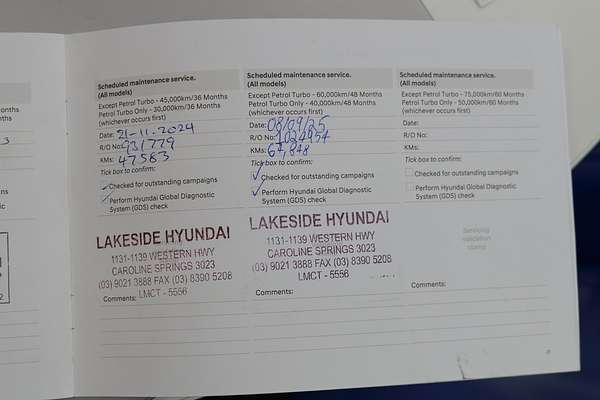 onths
onths
3
ns
ic
2
Scheduled maintenance service.
(All models)
Except Petrol Turbo - 45,000km/36 Months
Petrol Turbo Only - 30,000km/36 Months
(whichever occurs first)
Date: 21-11.2024
R/O No: 931779
KMs: 47583
Tick box to confirm:
Checked for outstanding campaigns
Perform Hyundai Global Diagnostic
System (GDS) check
LAKESIDE HYUNDAI
1131-1139 WESTERN HWY
CAROLINE SPRINGS 3023
(03) 9021 3888 FAX (03) 8390 5208
LMCT - 5556
Comments:
Scheduled maintenance service.
(All models)
Except Petrol Turbo - 60,000km/48 Months
Petrol Turbo Only - 40,000km/48 Months
(whichever occurs first)
Date: 08/09/25
R/O No: 1024954
KMs: 67,848
Tick box to confirm:
Checked for outstanding campaigns
Perform Hyundai Global Diagnostic
System (GDS) check
LAKESIDE HYUNDAI
1131-1139 WESTERN HWY
CAROLINE SPRINGS 3023
(03) 9021 3888 FAX (03) 8390 5208
LMCT - 5556
Comments:
Scheduled maintenance service.
(All models)
Except Petrol Turbo - 75,000km/60 Months
Petrol Turbo Only - 50,000km/60 Months
(whichever occurs first)
Date:
R/O No:
KMs:
Tick box to confirm:
Checked for outstanding campaigns
Perform Hyundai Global Diagnostic
System (GDS) check
Servicing
validation
stamp
Comments: